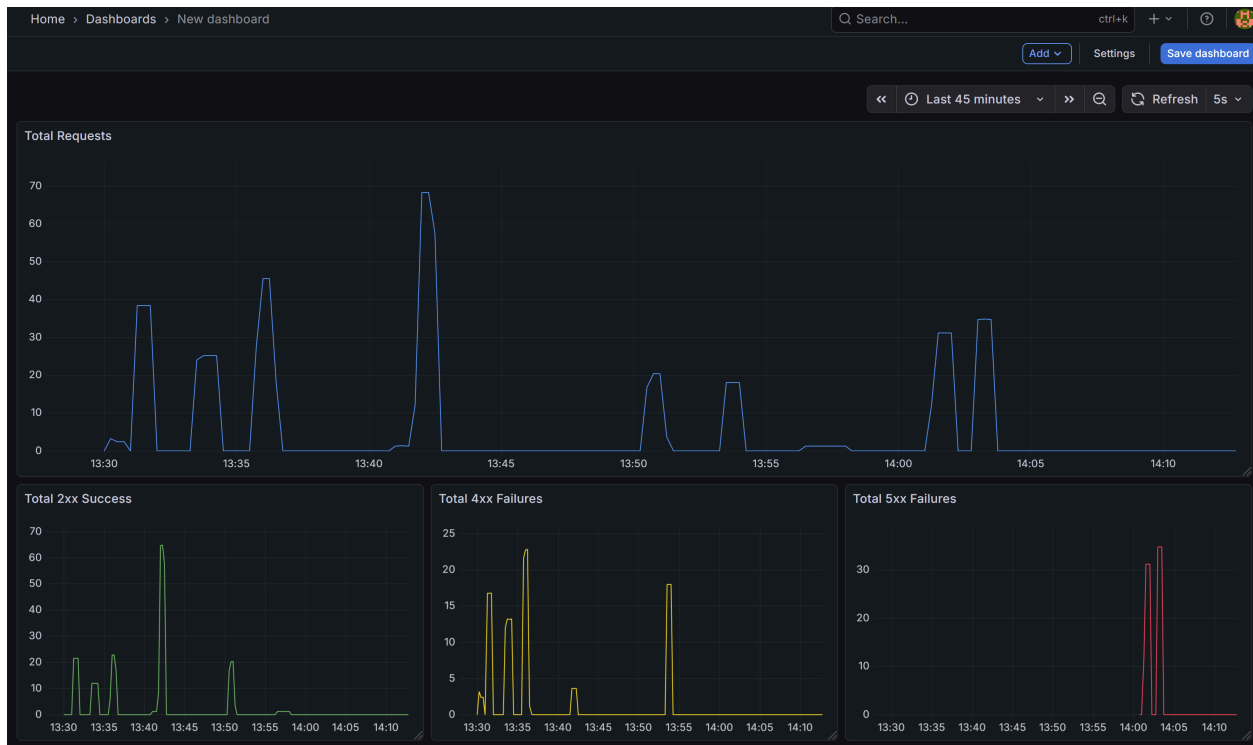 Home › Dashboards › New dashboard
Search... ctrl+k
Add Settings Save dashboard
Last 45 minutes Refresh 5s
Total Requests
70
60
50
40
30
20
10
0
13:30 13:35 13:40 13:45 13:50 13:55 14:00 14:05 14:10
Total 2xx Success
70
60
50
40
30
20
10
0
13:30 13:35 13:40 13:45 13:50 13:55 14:00 14:05 14:10
Total 4xx Failures
25
20
15
10
5
0
13:30 13:35 13:40 13:45 13:50 13:55 14:00 14:05 14:10
Total 5xx Failures
30
20
10
0
13:30 13:35 13:40 13:45 13:50 13:55 14:00 14:05 14:10